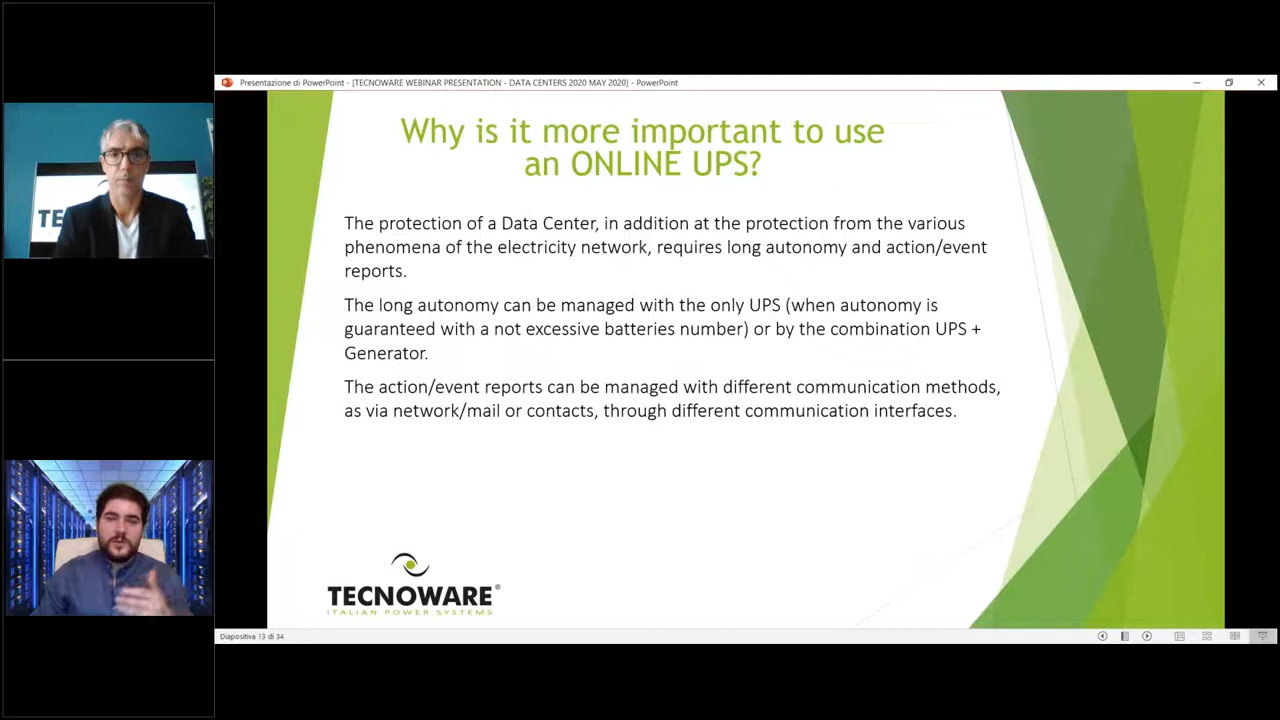 Presentazione di PowerPoint - [TECNOWARE WEBINAR PRESENTATION - DATA CENTERS 2020 MAY 2020] - PowerPoint
Why is it more important to use
an ONLINE UPS?
The protection of a Data Center, in addition at the protection from the various
phenomena of the electricity network, requires long autonomy and action/event
reports.
The long autonomy can be managed with the only UPS (when autonomy is
guaranteed with a not excessive batteries number) or by the combination UPS +
Generator.
The action/event reports can be managed with different communication methods,
as via network/mail or contacts, through different communication interfaces.
TECNOWARE®
ITALIAN POWER SYSTEMS
Diapositiva 13 di 34